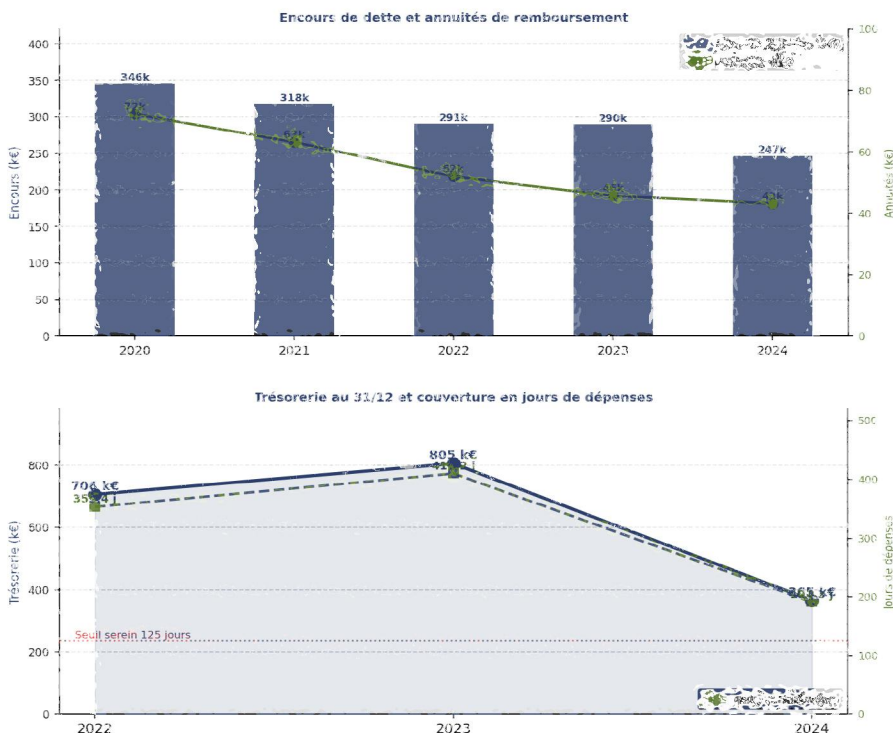 Encours de dette et annuités de remboursement
Encours (k€)
400
350
300
250
200
150
100
50
0
346k
318k
291k
290k
247k
100
80
60
40
20
0
Annuités (k€)
2020
2021
2022
2023
2024
Trésorerie au 31/12 et couverture en jours de dépenses
Trésorerie (k€)
800
600
400
200
0
805 k€
Seuil serein 125 jours
500
400
300
200
100
0
Jours de dépenses
2022
2023
2024